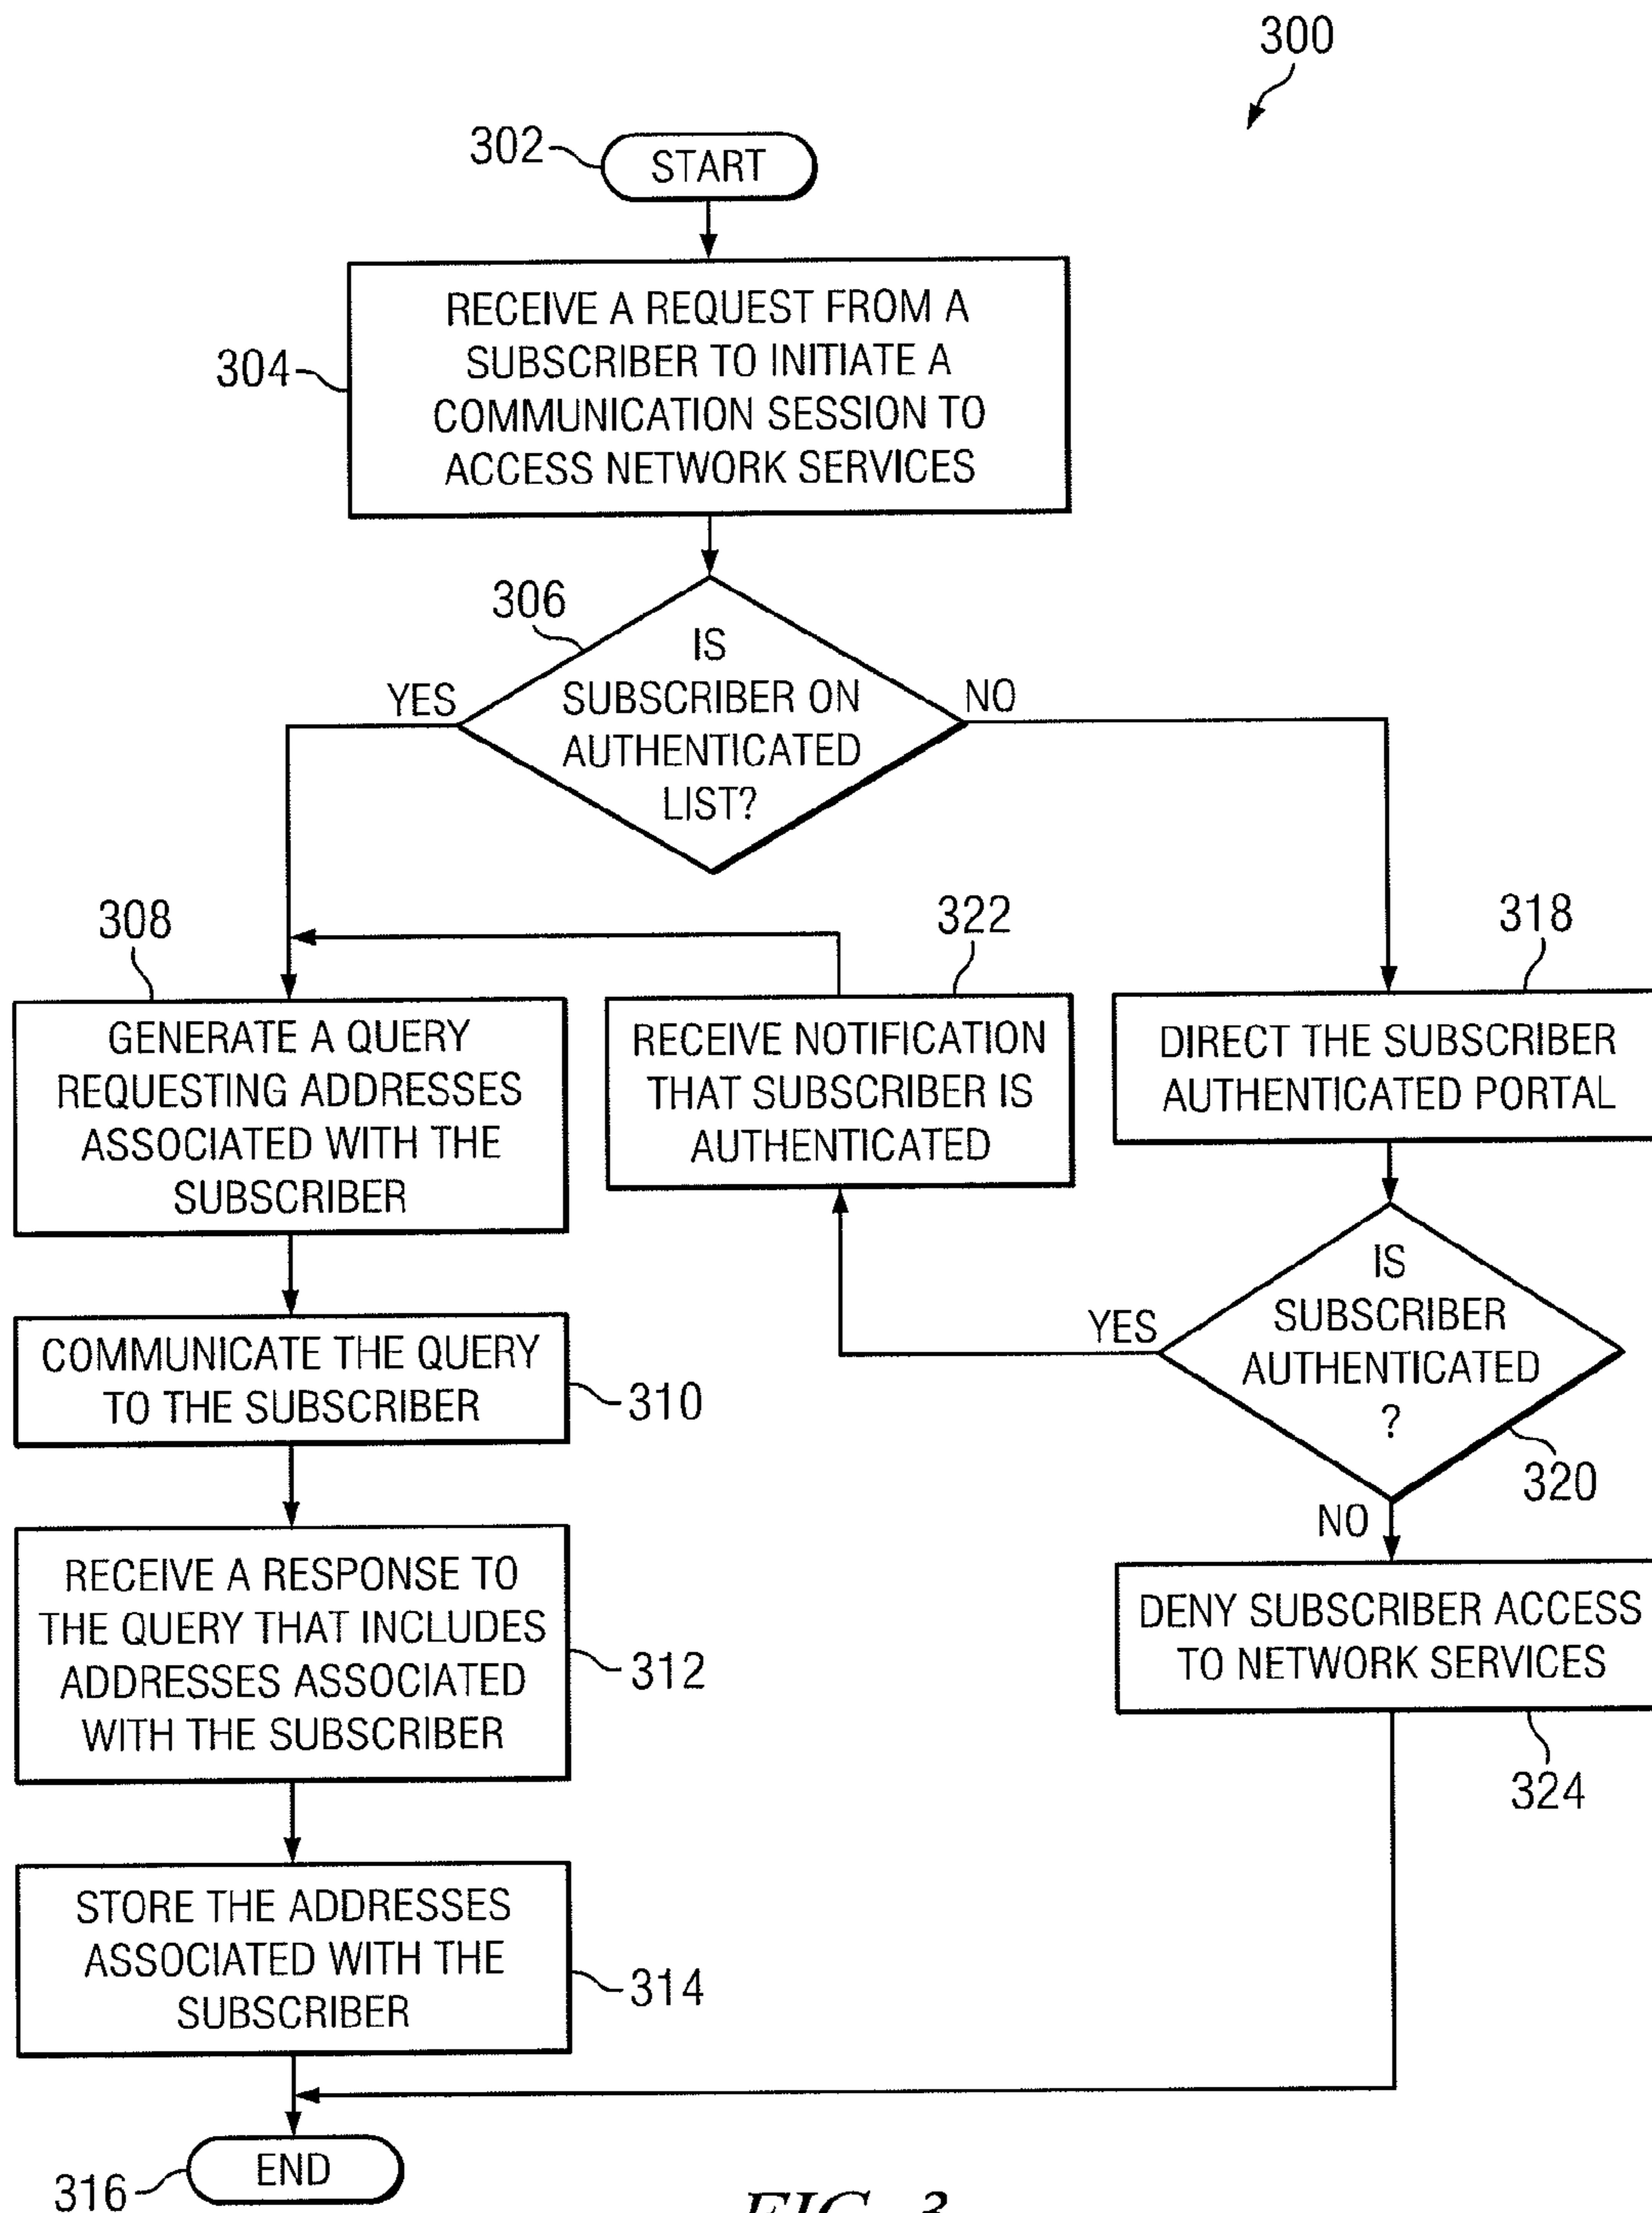 300
302
START
304
RECEIVE A REQUEST FROM A
SUBSCRIBER TO INITIATE A
COMMUNICATION SESSION TO
ACCESS NETWORK SERVICES
306
IS
SUBSCRIBER ON
AUTHENTICATED
LIST?
YES
NO
308
GENERATE A QUERY
REQUESTING ADDRESSES
ASSOCIATED WITH THE
SUBSCRIBER
322
RECEIVE NOTIFICATION
THAT SUBSCRIBER IS
AUTHENTICATED
318
DIRECT THE SUBSCRIBER
AUTHENTICATED PORTAL
IS
SUBSCRIBER
AUTHENTICATED
?
YES
320
NO
COMMUNICATE THE QUERY
TO THE SUBSCRIBER
310
RECEIVE A RESPONSE TO
THE QUERY THAT INCLUDES
ADDRESSES ASSOCIATED
WITH THE SUBSCRIBER
312
DENY SUBSCRIBER ACCESS
TO NETWORK SERVICES
324
STORE THE ADDRESSES
ASSOCIATED WITH THE
SUBSCRIBER
314
END
316
FIG. 3